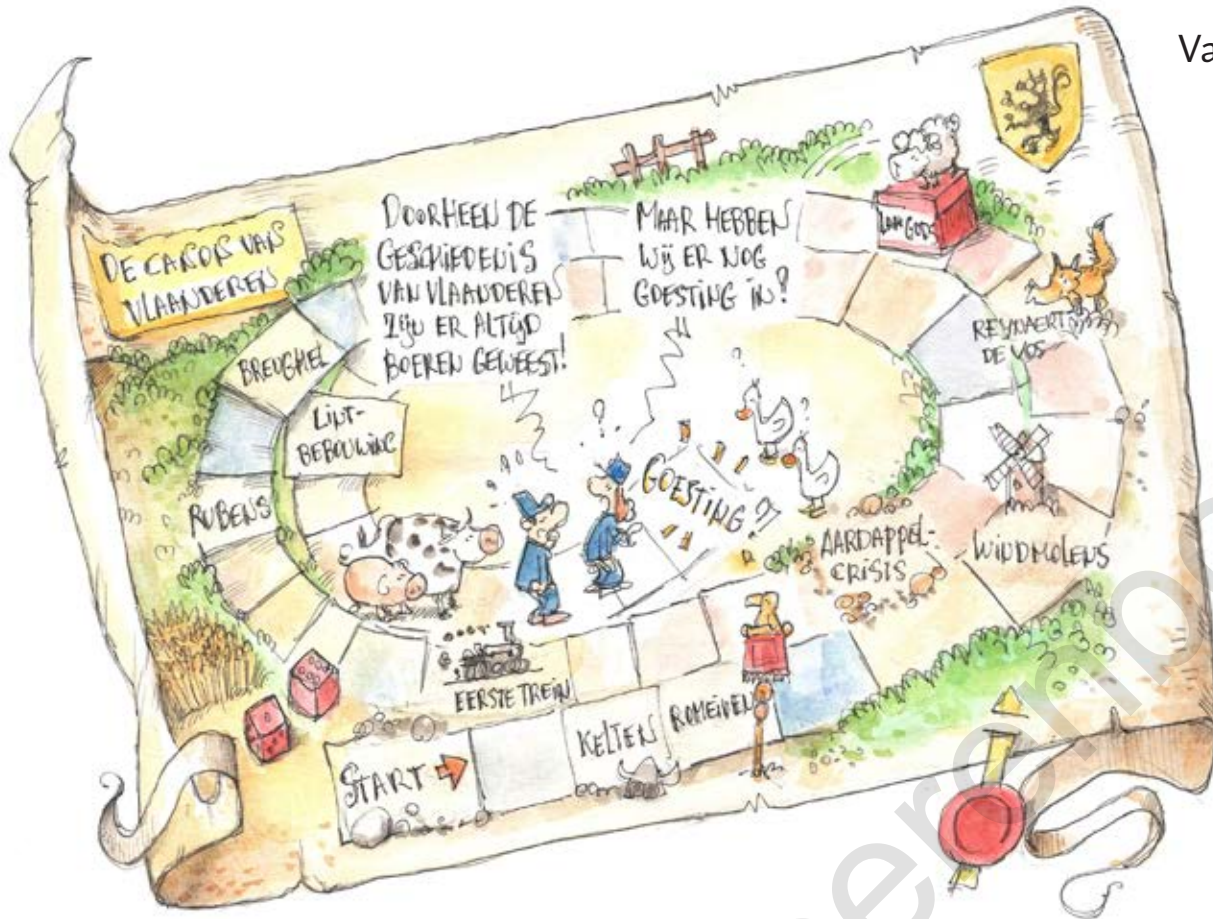 Va
DE CANON VAN
VLAANDEREN
DOORHEEN DE
GESCHIEDENIS
VAN VLAANDEREN
ZIJN ER ALTIJD
BOEREN GEWEEST!
MAAR HEBBEN
WIJ ER NOG
GOESTING IN?
LAM GODS
REYNAERT
DE VOS
BREUGHEL
LINT-
BEBOUWING
RUBENS
GOESTING?
AARDAPPEL-
CRISIS
WINDMOLENS
EERSTE TREIN
START
KELTEN
ROMEINEN